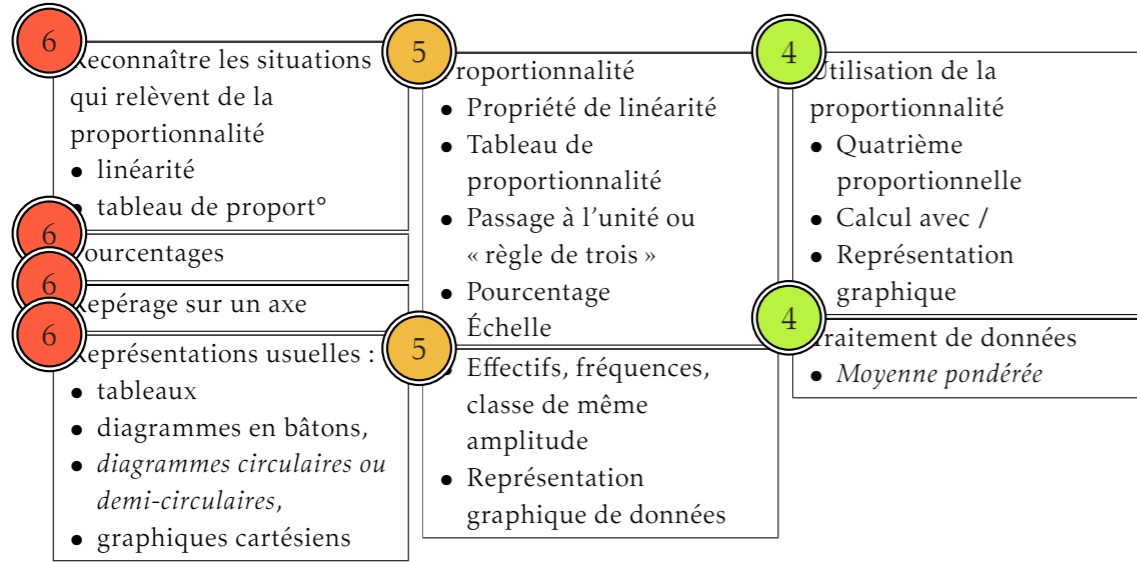 6
Reconnaître les situations
qui relèvent de la
proportionnalité
• linéarité
• tableau de proport°
6
Pourcentages
6
Repérage sur un axe
6
Représentations usuelles :
• tableaux
• diagrammes en bâtons,
• diagrammes circulaires ou
demi-circulaires,
• graphiques cartésiens
5
Proportionnalité
• Propriété de linéarité
• Tableau de
proportionnalité
• Passage à l'unité ou
« règle de trois »
• Pourcentage
Échelle
5
• Effectifs, fréquences,
classe de même
amplitude
• Représentation
graphique de données
4
Utilisation de la
proportionnalité
• Quatrième
proportionnelle
• Calcul avec /
• Représentation
graphique
4
Traitement de données
• Moyenne pondérée